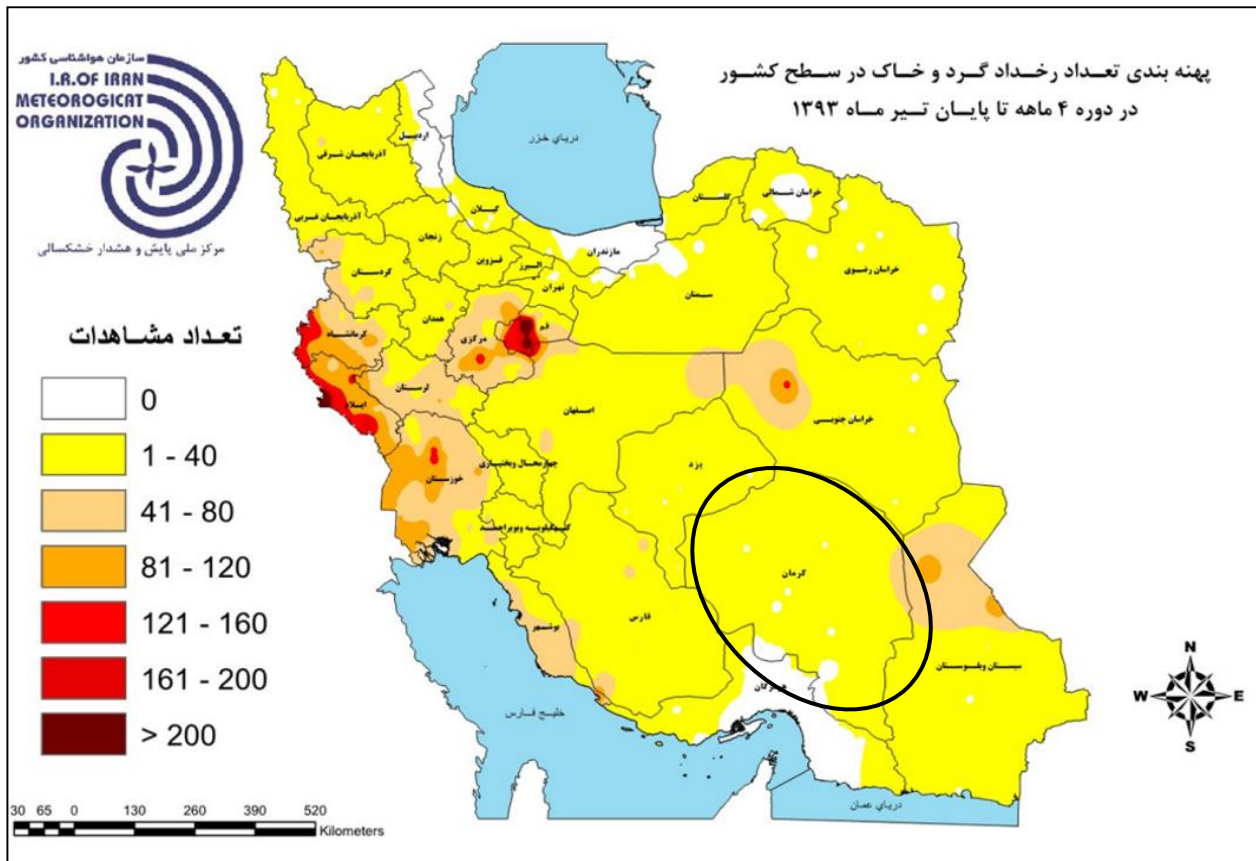 سازمان هواشناسی کشور
I.R.OF IRAN
METEOROGICAT
ORGANIZATION
مرکز ملی پایش و هشدار خشکسالی
پهنه بندی تعداد رخداد گرد و خاک در سطح کشور
در دوره ۴ ماهه تا پایان تیر ماه ۱۳۹۳
تعداد مشاهدات
0
1 - 40
41 - 80
81 - 120
121 - 160
161 - 200
> 200
دریای خزر
اردبیل
آذربایجان شرقی
آذربایجان غربی
گیلان
زنجان
قزوین
البرز
تهران
مازندران
گلستان
خراسان شمالی
خراسان رضوی
سمنان
کردستان
همدان
کرمانشاه
مرکزی
قم
لرستان
ایلام
اصفهان
خراسان جنوبی
یزد
چهارمحال وبختیاری
خوزستان
کهگیلویه وبویراحمد
کرمان
فارس
بوشهر
هرمزگان
سیستان وبلوچستان
خلیج فارس
دریای عمان
N
W E
S
30 65 0 130 260 390 520
Kilometers